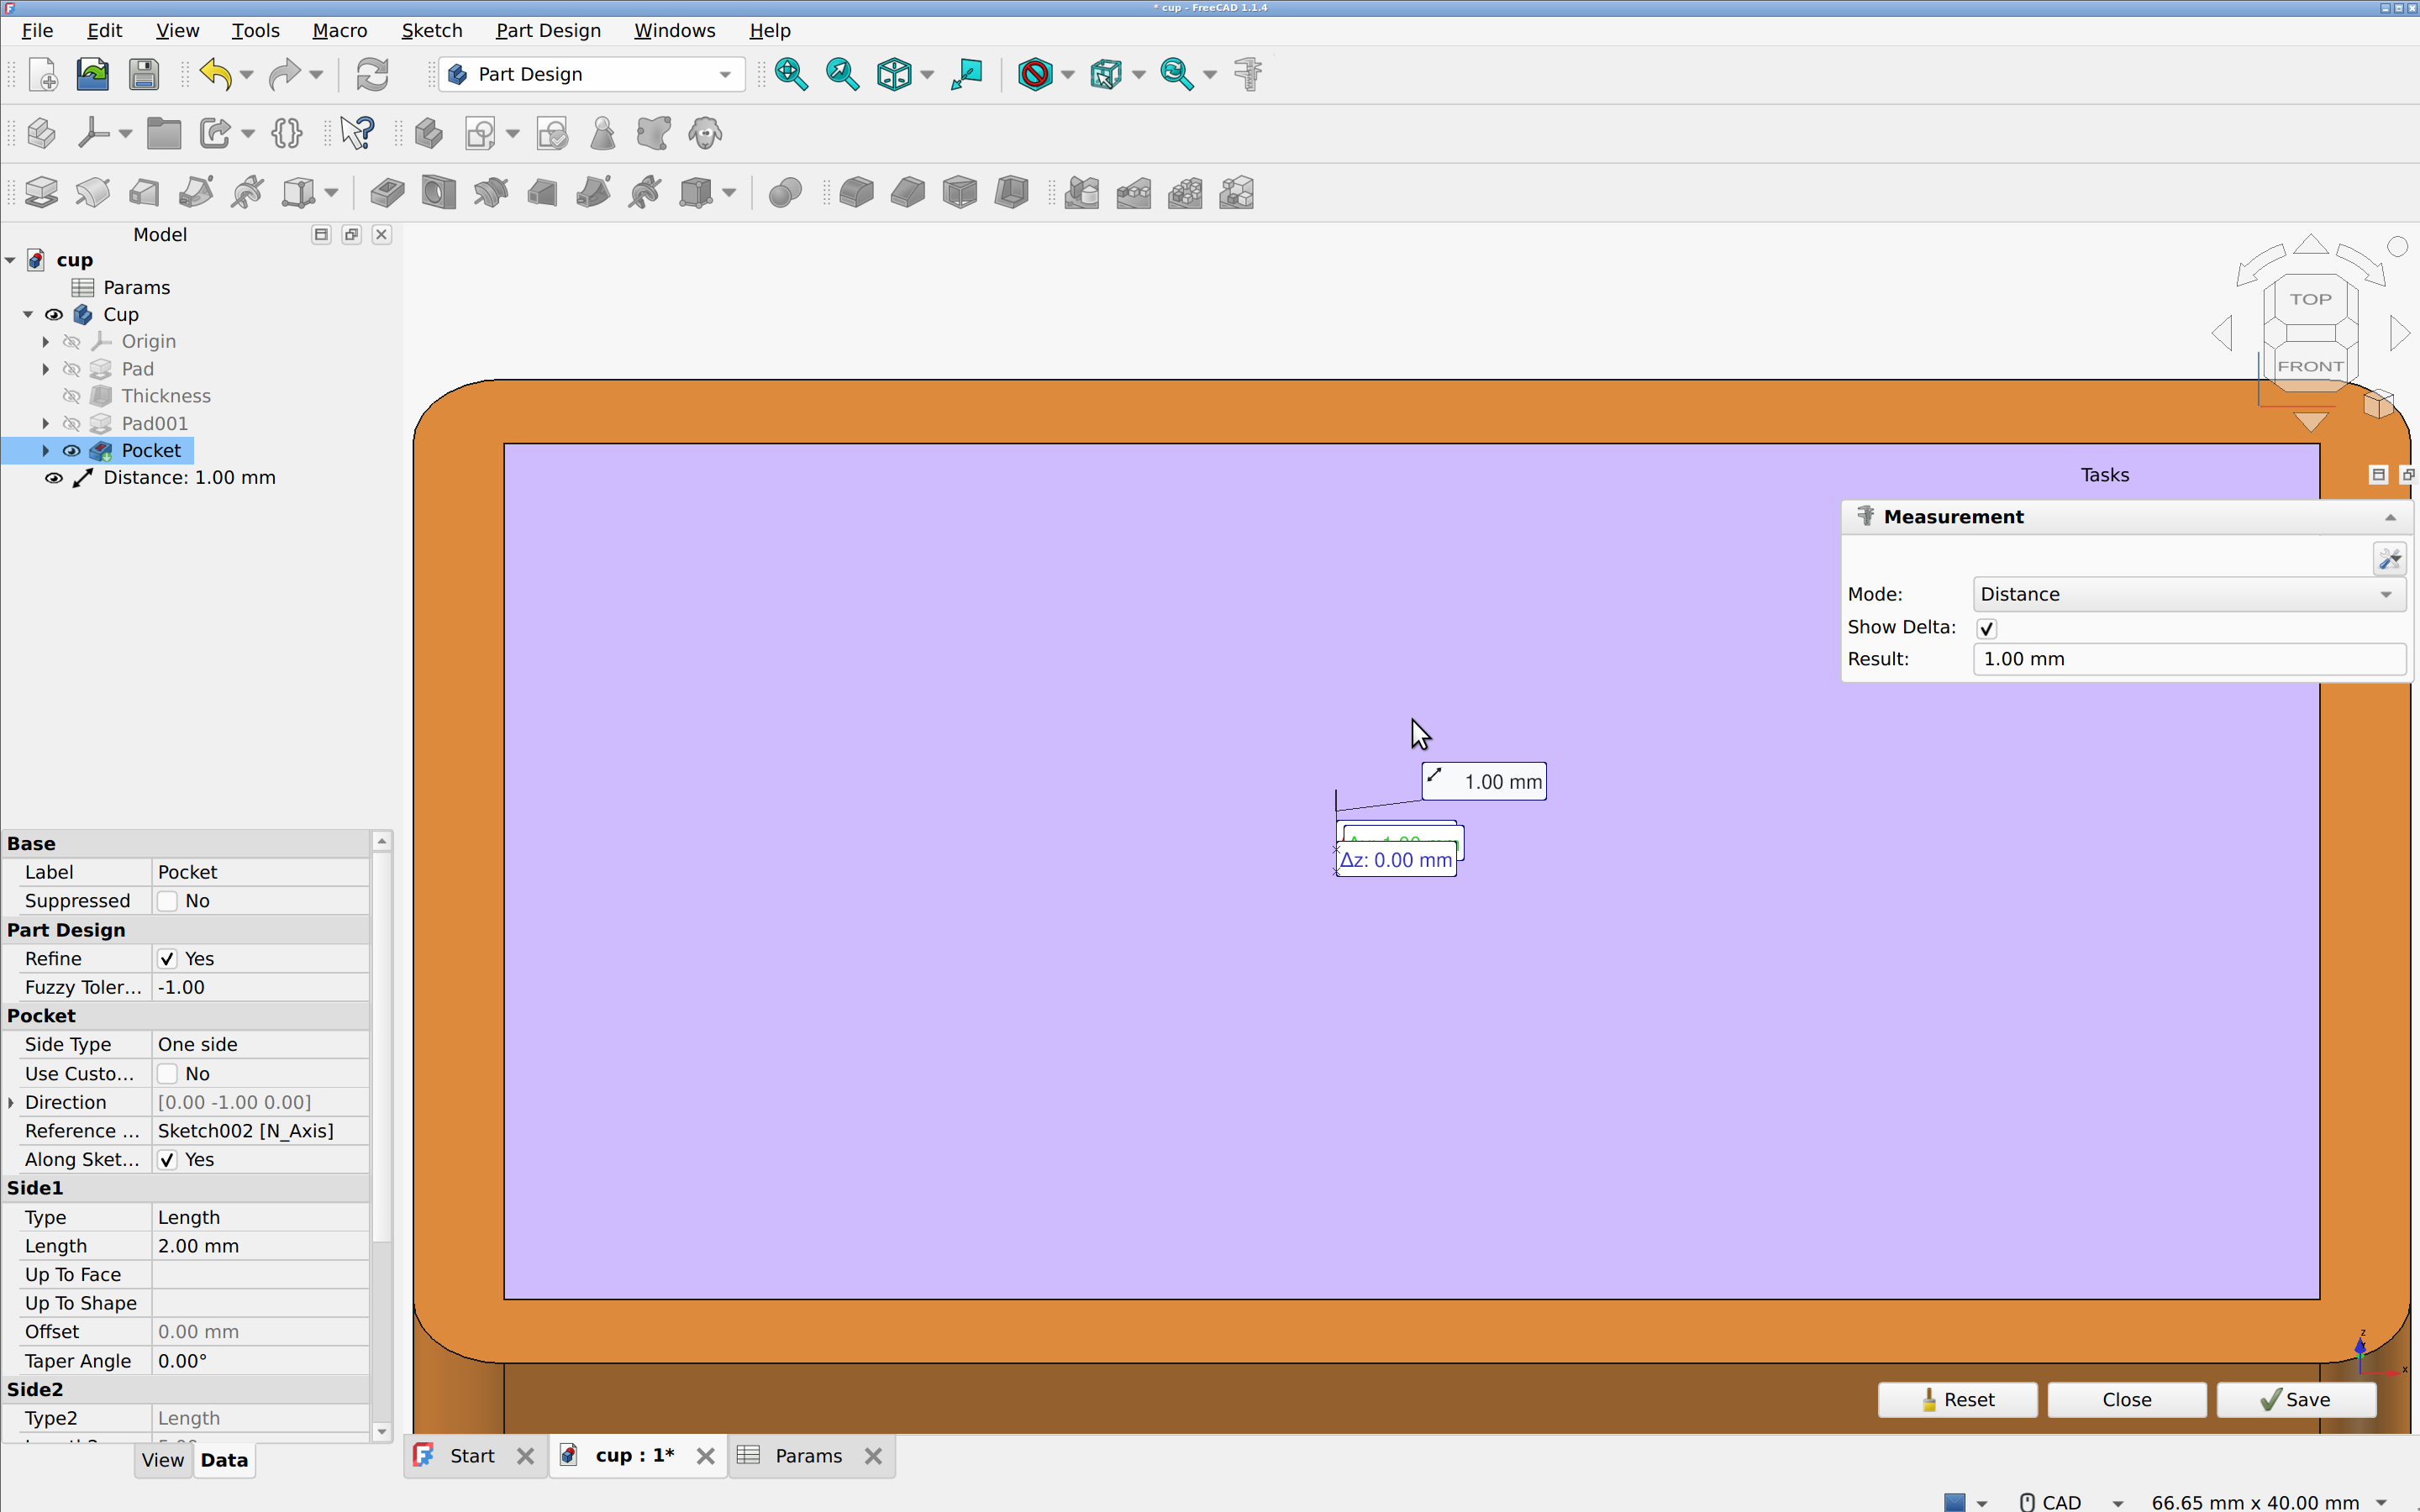 * cup - FreeCAD 1.1.4
File Edit View Tools Macro Sketch Part Design Windows Help
Part Design
Model
cup
Params
Cup
Origin
Pad
Thickness
Pad001
Pocket
Distance: 1.00 mm
TOP
FRONT
Tasks
Measurement
Mode: Distance
Show Delta:
Result: 1.00 mm
1.00 mm
Δz: 0.00 mm
Base
Label Pocket
Suppressed No
Part Design
Refine Yes
Fuzzy Toler... -1.00
Pocket
Side Type One side
Use Custo... No
Direction [0.00 -1.00 0.00]
Reference ... Sketch002 [N_Axis]
Along Sket... Yes
Side1
Type Length
Length 2.00 mm
Up To Face
Up To Shape
Offset 0.00 mm
Taper Angle 0.00°
Side2
Type2 Length
z
x
Reset Close Save
View Data
Start cup : 1* Params
CAD 66.65 mm x 40.00 mm